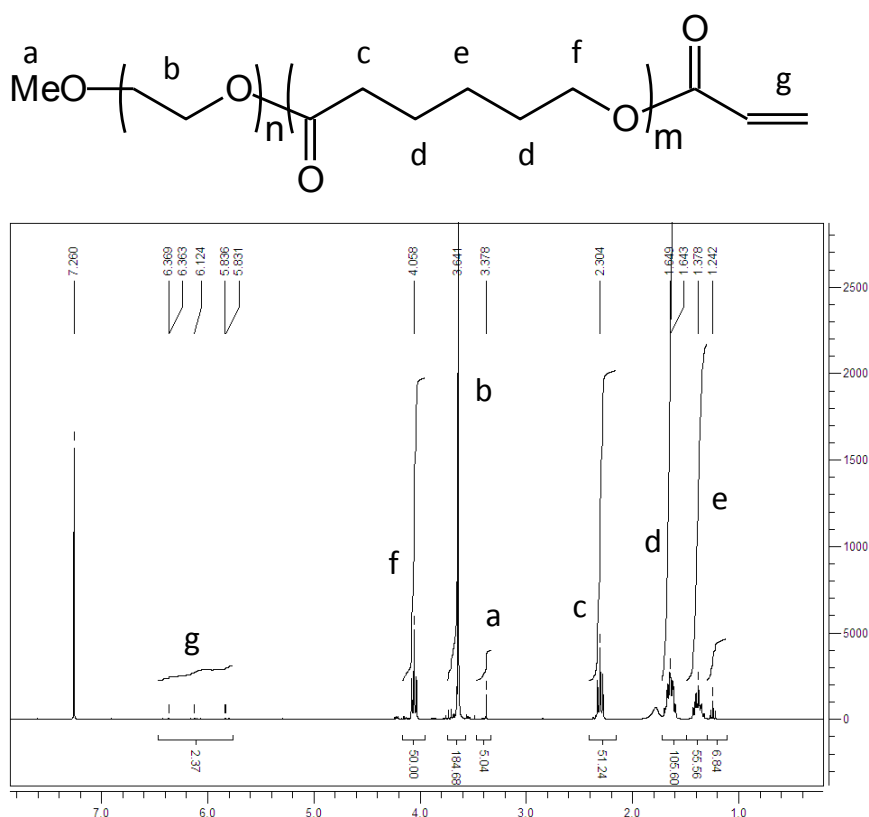 O
a b c e f g
MeO O O
n m
O d d
7.260 6.369 6.363 6.124 5.836 5.831 4.058 3.641 3.378 2.304 1.649 1.643 1.378 1.242
2500
2000
b
1500
e
1000
f d
c
a
5000
g
0
2.37 50.00 184.68 5.04 51.24 105.60 55.56 6.84
7.0 6.0 5.0 4.0 3.0 2.0 1.0